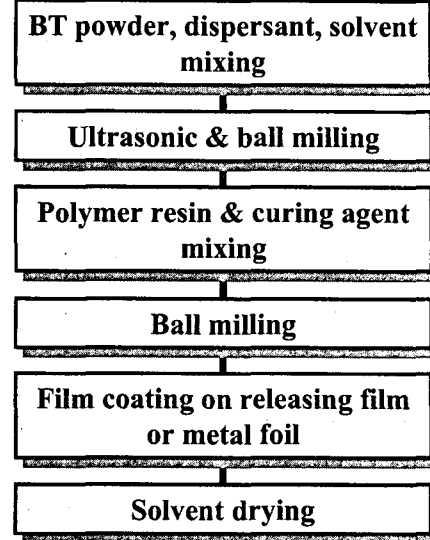 BT powder, dispersant, solvent
mixing
Ultrasonic & ball milling
Polymer resin & curing agent
mixing
Ball milling
Film coating on releasing film
or metal foil
Solvent drying